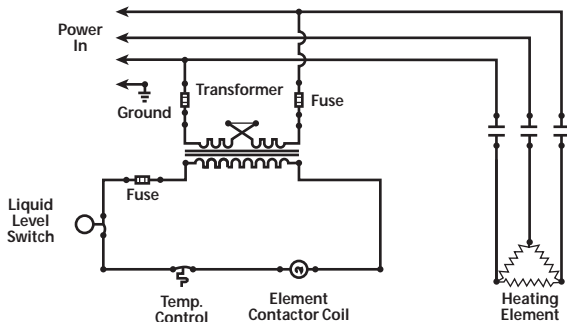 Power
In
Transformer
Fuse
Ground
Fuse
Liquid
Level
Switch
Temp.
Control
Element
Contactor Coil
Heating
Element